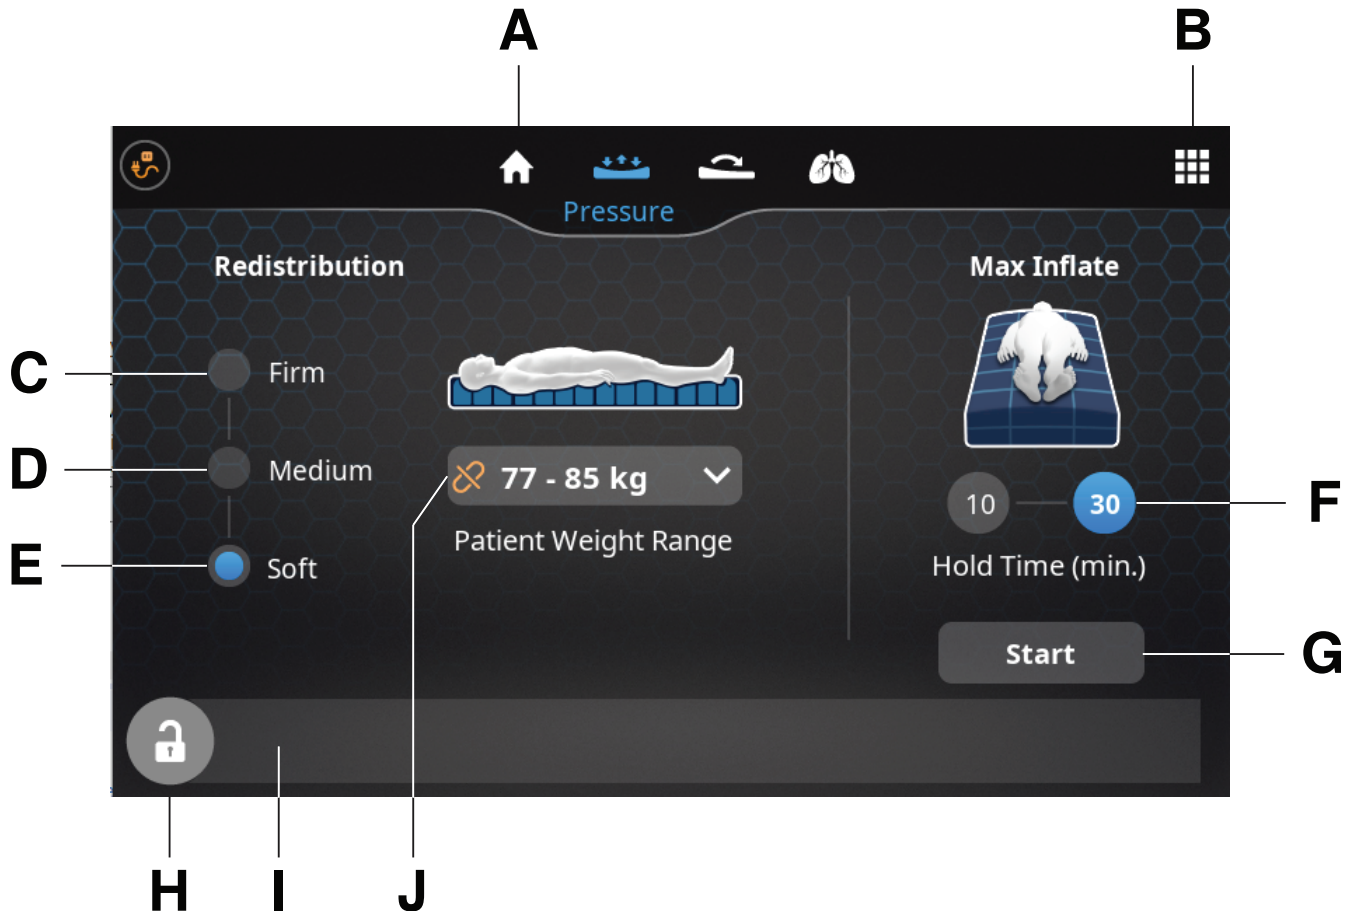 A
B
Pressure
Redistribution
Max Inflate
C
Firm
D
Medium
77 - 85 kg
10
30
F
Patient Weight Range
E
Soft
Hold Time (min.)
Start
G
H
I
J